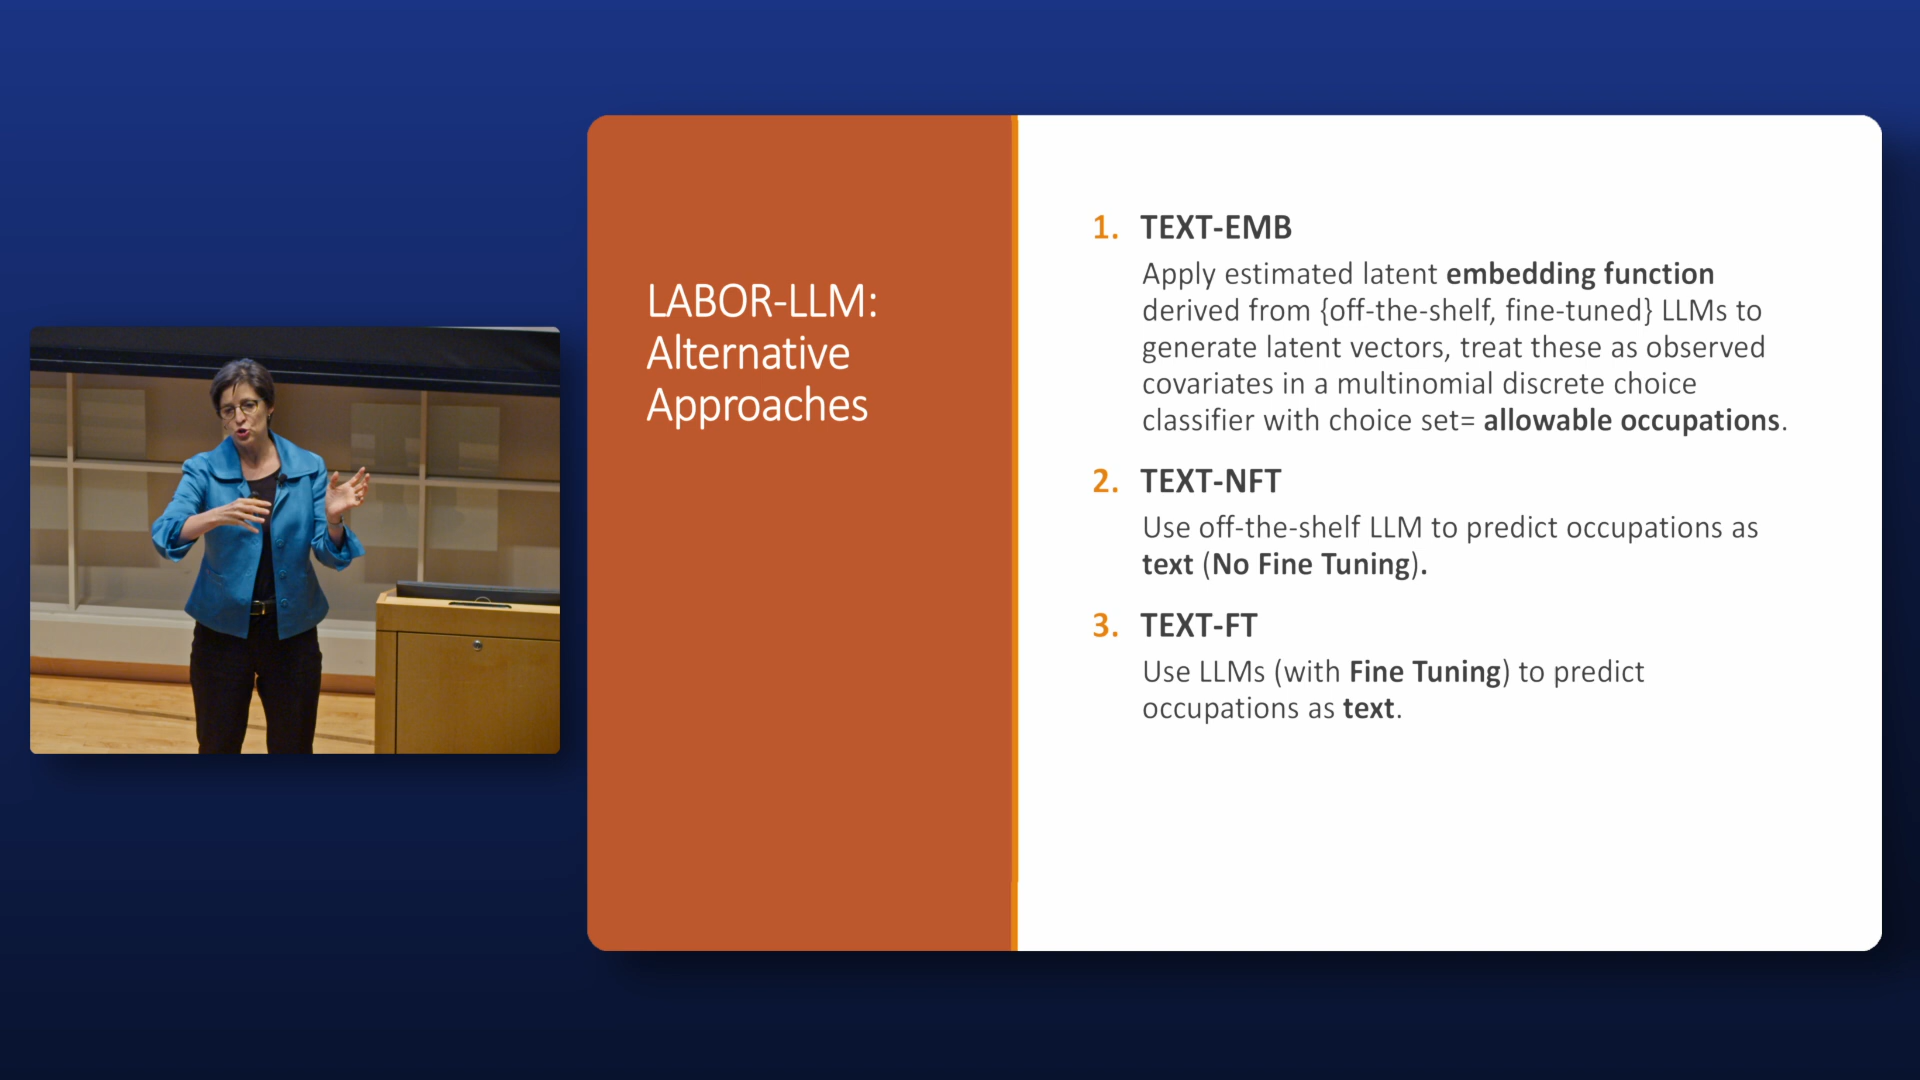 LABOR-LLM:
Alternative
Approaches
1. TEXT-EMB
Apply estimated latent embedding function
derived from {off-the-shelf, fine-tuned} LLMs to
generate latent vectors, treat these as observed
covariates in a multinomial discrete choice
classifier with choice set= allowable occupations.
2. TEXT-NFT
Use off-the-shelf LLM to predict occupations as
text (No Fine Tuning).
3. TEXT-FT
Use LLMs (with Fine Tuning) to predict
occupations as text.